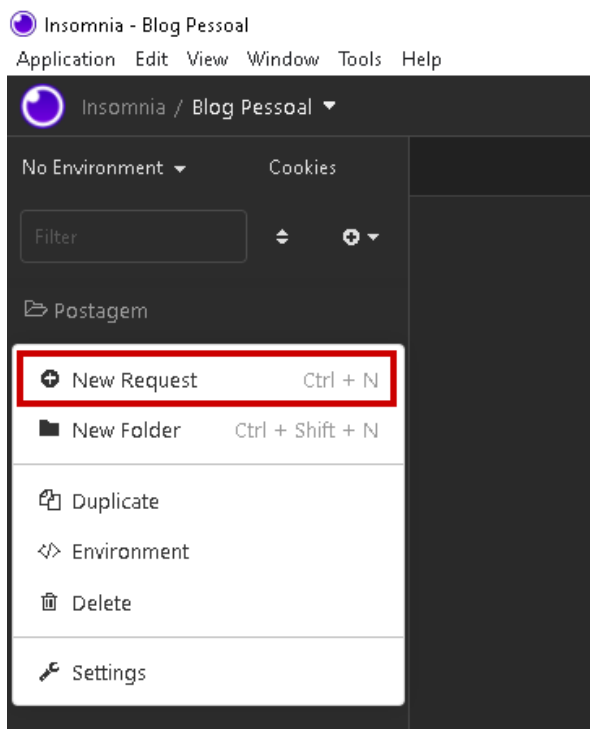 Insomnia - Blog Pessoal
Application Edit View Window Tools Help
Insomnia / Blog Pessoal
No Environment Cookies
Filter
Postagem
New Request Ctrl + N
New Folder Ctrl + Shift + N
Duplicate
Environment
Delete
Settings